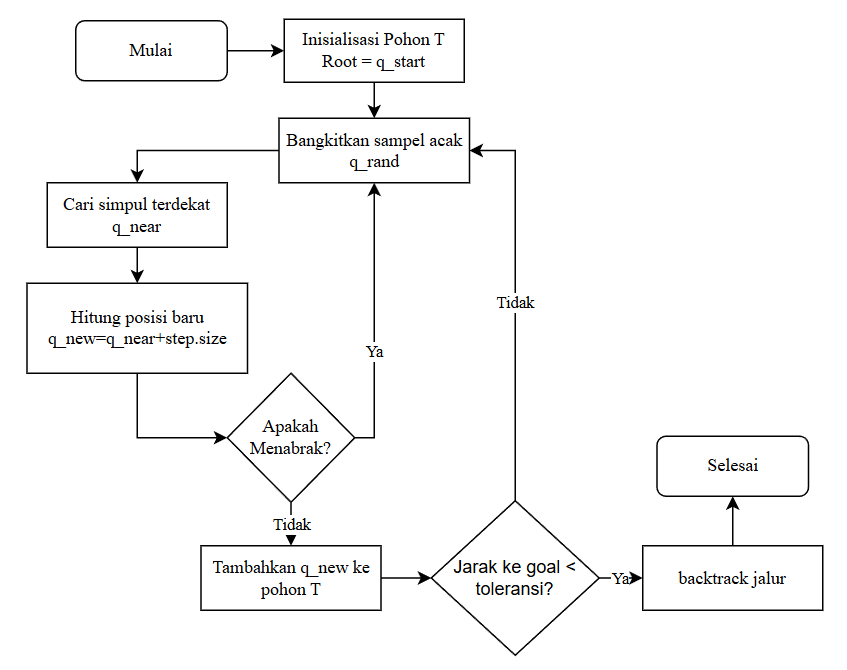 Mulai
Inisialisasi Pohon T
Root = q_start
Bangkitkan sampel acak
q_rand
Cari simpul terdekat
q_near
Hitung posisi baru
q_new=q_near+step.size
Apakah
Menabrak?
Ya
Tidak
Tambahkan q_new ke
pohon T
Jarak ke goal <
toleransi?
Tidak
Ya
backtrack jalur
Selesai